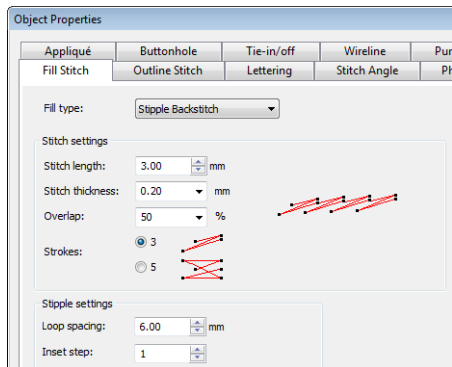 Object Properties
Appliqué Buttonhole Tie-in/off Wireline
Fill Stitch Outline Stitch Lettering Stitch Angle
Fill type: Stipple Backstitch
Stitch settings
Stitch length: 3.00 mm
Stitch thickness: 0.20 mm
Overlap: 50 %
Strokes: 3
5
Stipple settings
Loop spacing: 6.00 mm
Inset step: 1